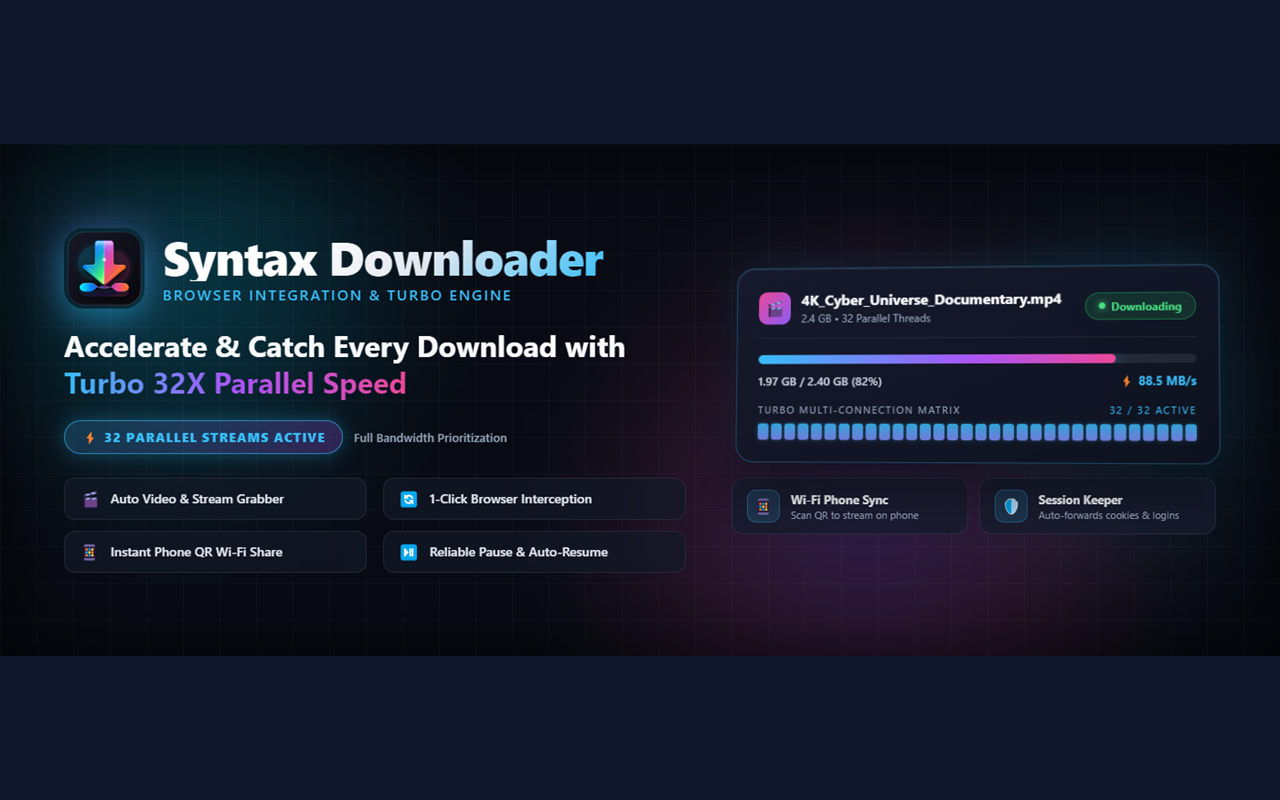 Syntax Downloader
BROWSER INTEGRATION & TURBO ENGINE
Accelerate & Catch Every Download with
Turbo 32X Parallel Speed
32 PARALLEL STREAMS ACTIVE
Full Bandwidth Prioritization
Auto Video & Stream Grabber
1-Click Browser Interception
Instant Phone QR Wi-Fi Share
Reliable Pause & Auto-Resume
4K_Cyber_Universe_Documentary.mp4
2.4 GB • 32 Parallel Threads
Downloading
1.97 GB / 2.40 GB (82%)
88.5 MB/s
TURBO MULTI-CONNECTION MATRIX
32 / 32 ACTIVE
Wi-Fi Phone Sync
Scan QR to stream on phone
Session Keeper
Auto-forwards cookies & logins